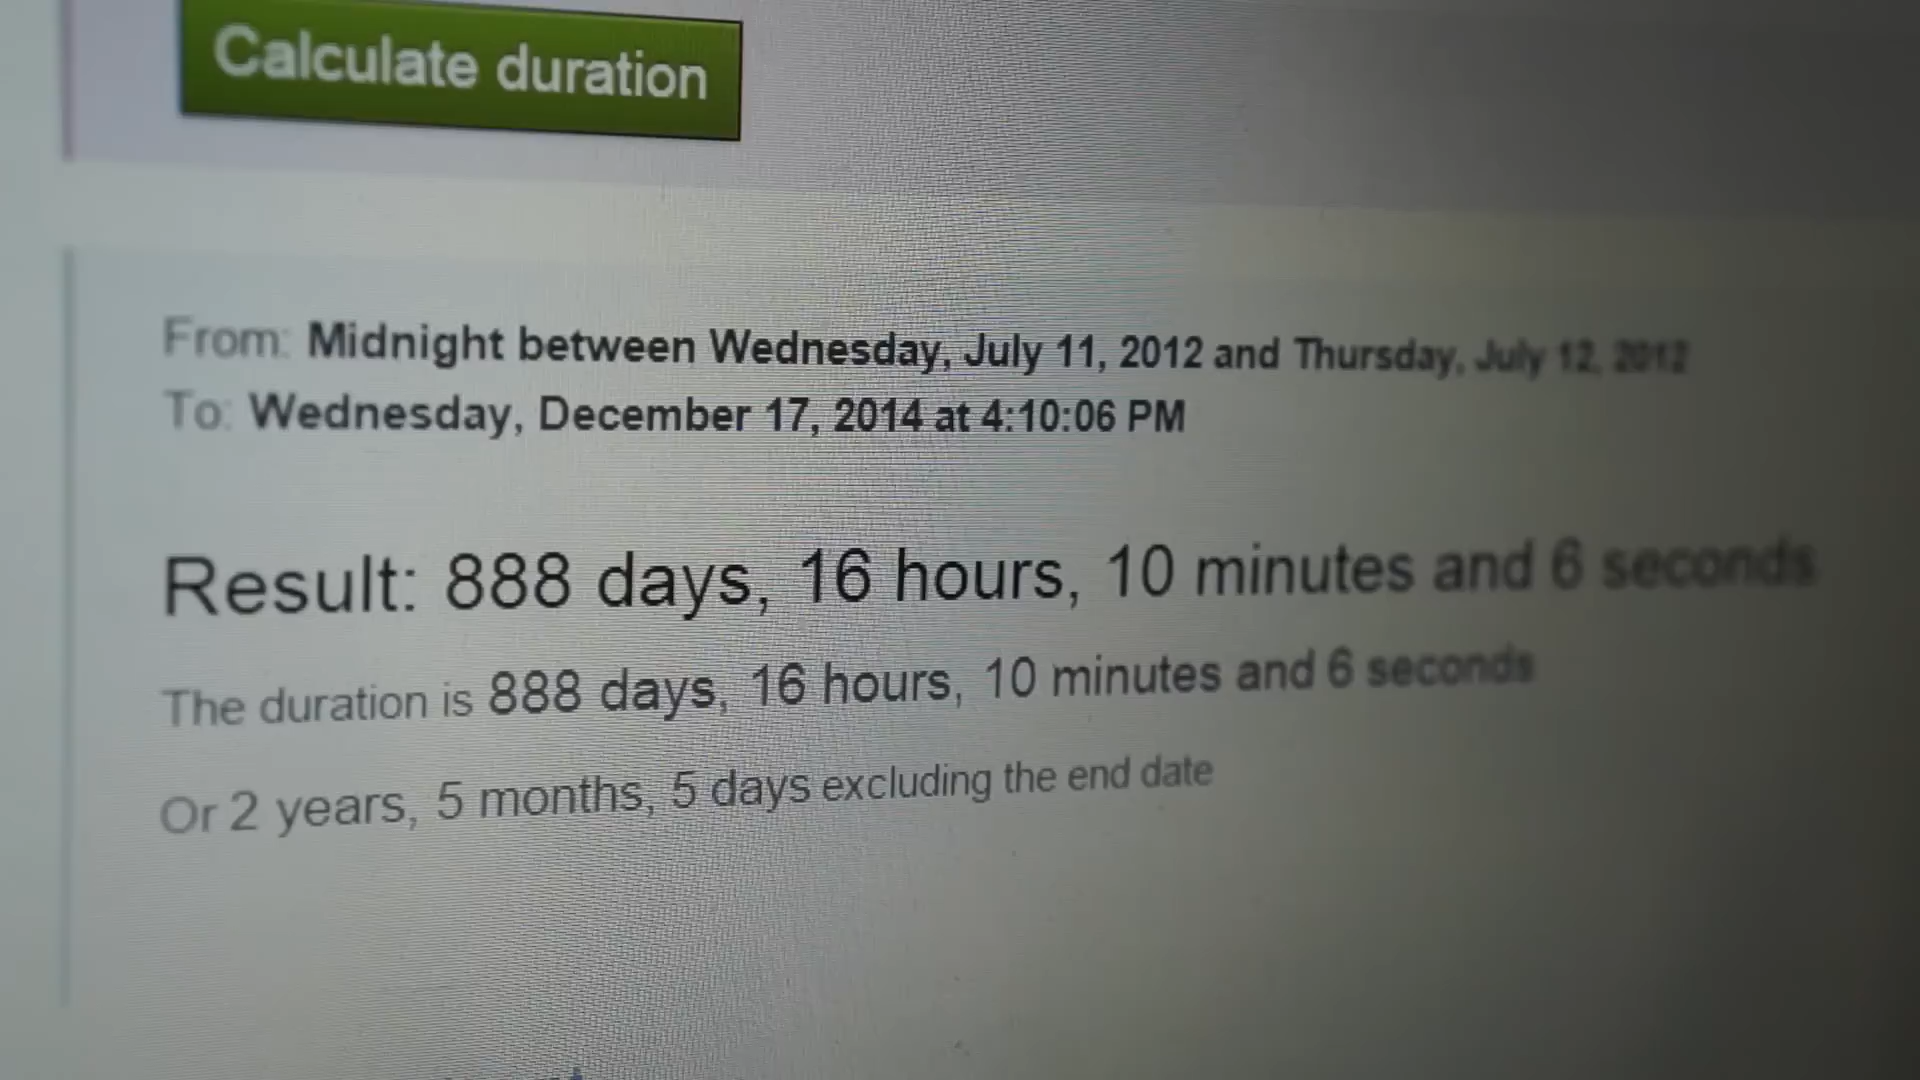 Calculate duration
From: Midnight between Wednesday, July 11, 2012 and Thursday, July 12, 2012
To: Wednesday, December 17, 2014 at 4:10:06 PM
Result: 888 days, 16 hours, 10 minutes and 6 seconds
The duration is 888 days, 16 hours, 10 minutes and 6 seconds
Or 2 years, 5 months, 5 days excluding the end date